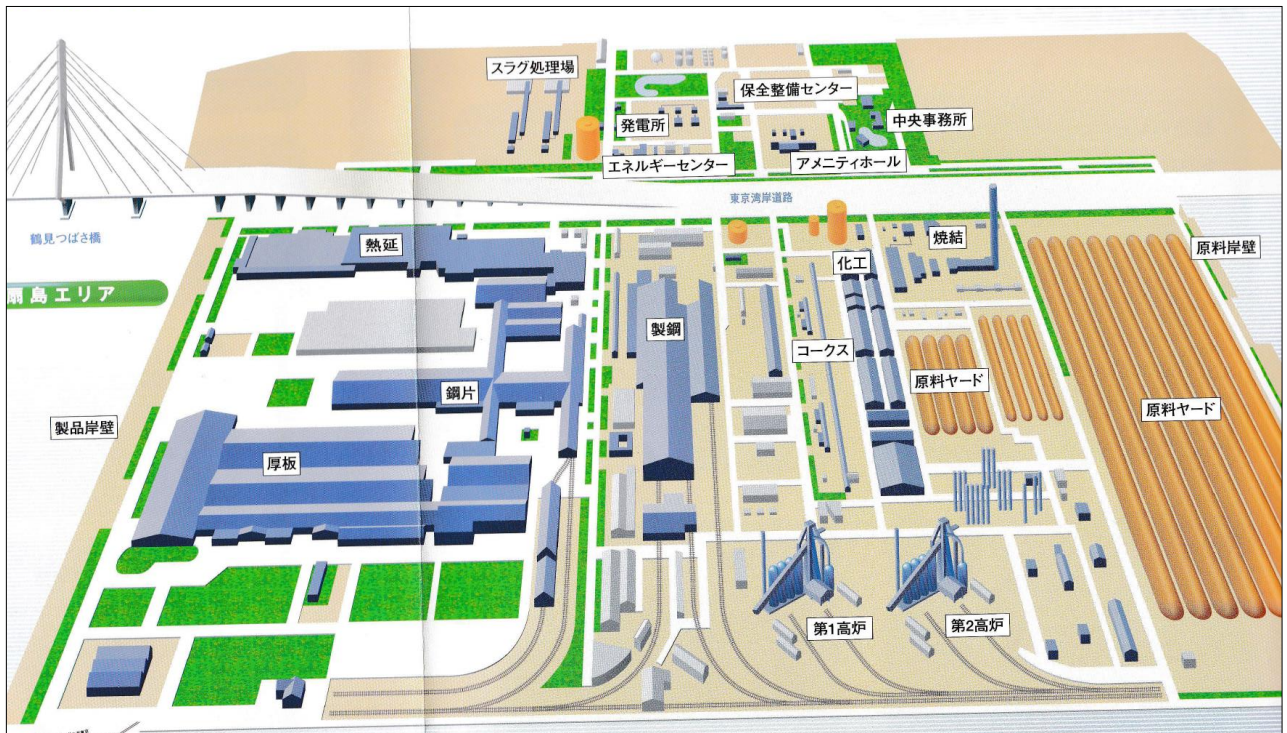 スラグ処理場
保全整備センター
発電所
中央事務所
エネルギーセンター
アメニティホール
東京湾岸道路
鶴見つばさ橋
熱延
焼結
原料岸壁
化工
島エリア
製鋼
コークス
鋼片
原料ヤード
原料ヤード
製品岸壁
厚板
第1高炉
第2高炉